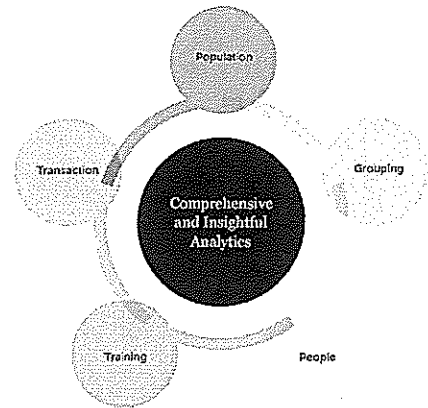 Population
Transaction
Grouping
Comprehensive
and Insightful
Analytics
Training
People